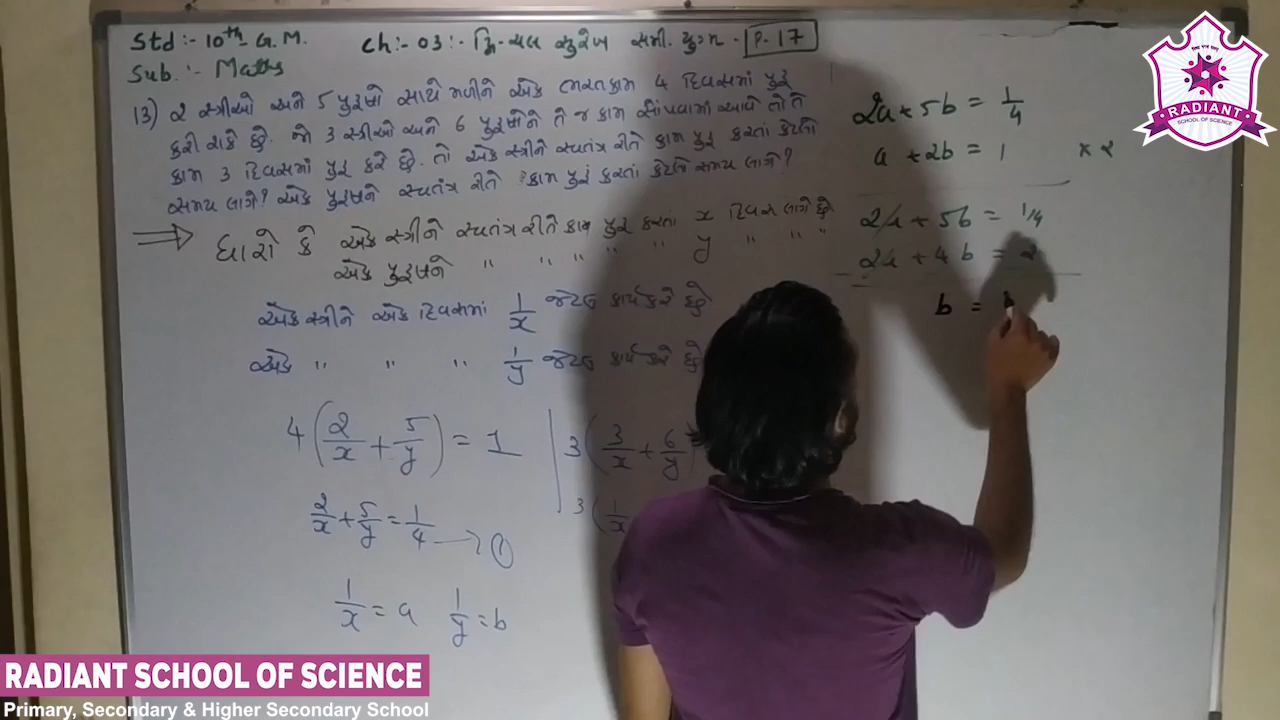 Std :- 10th G.M. Ch :- 03 :- દ્વિ-ચલ સુરેખ સમી. યુગ્મ - P- 17
Sub. :- Maths
13) 2 સ્ત્રીઓ અને 5 પુરુષો સાથે મળીને એક ભરતકામ 4 દિવસમાં પુરુ
કરી શકે છે. જો 3 સ્ત્રીઓ અને 6 પુરુષોને તે જ કામ સોંપવામાં આવે તો તે
કામ 3 દિવસમાં પુરુ કરે છે. તો એક સ્ત્રીને સ્વતંત્ર રીતે કામ પુરુ કરતાં કેટલો
સમય લાગે? એક પુરુષને સ્વતંત્ર રીતે કામ પુરું કરતાં કેટલો સમય લાગે?
ધારો કે એક સ્ત્રીને સ્વતંત્ર રીતે કામ પુરુ કરતા x દિવસ લાગે છે
એક પુરુષને " " " " " " y " " "
એક સ્ત્રીને એક દિવસમાં 1/x જેટલુ કાર્ય કરે છે
એક " " " 1/y જેટલુ કાર્ય કરે છે
4 (2/x + 5/y) = 1 3 (3/x + 6/y)
2/x + 5/y = 1/4 → ① 3 (1/x
1/x = a 1/y = b
2a + 5b = 1/4
a + 2b = 1 × 2
2a + 5b = 1/4
2a + 4b = 2
b =
RADIANT
SCHOOL OF SCIENCE
RADIANT SCHOOL OF SCIENCE
Primary, Secondary & Higher Secondary School